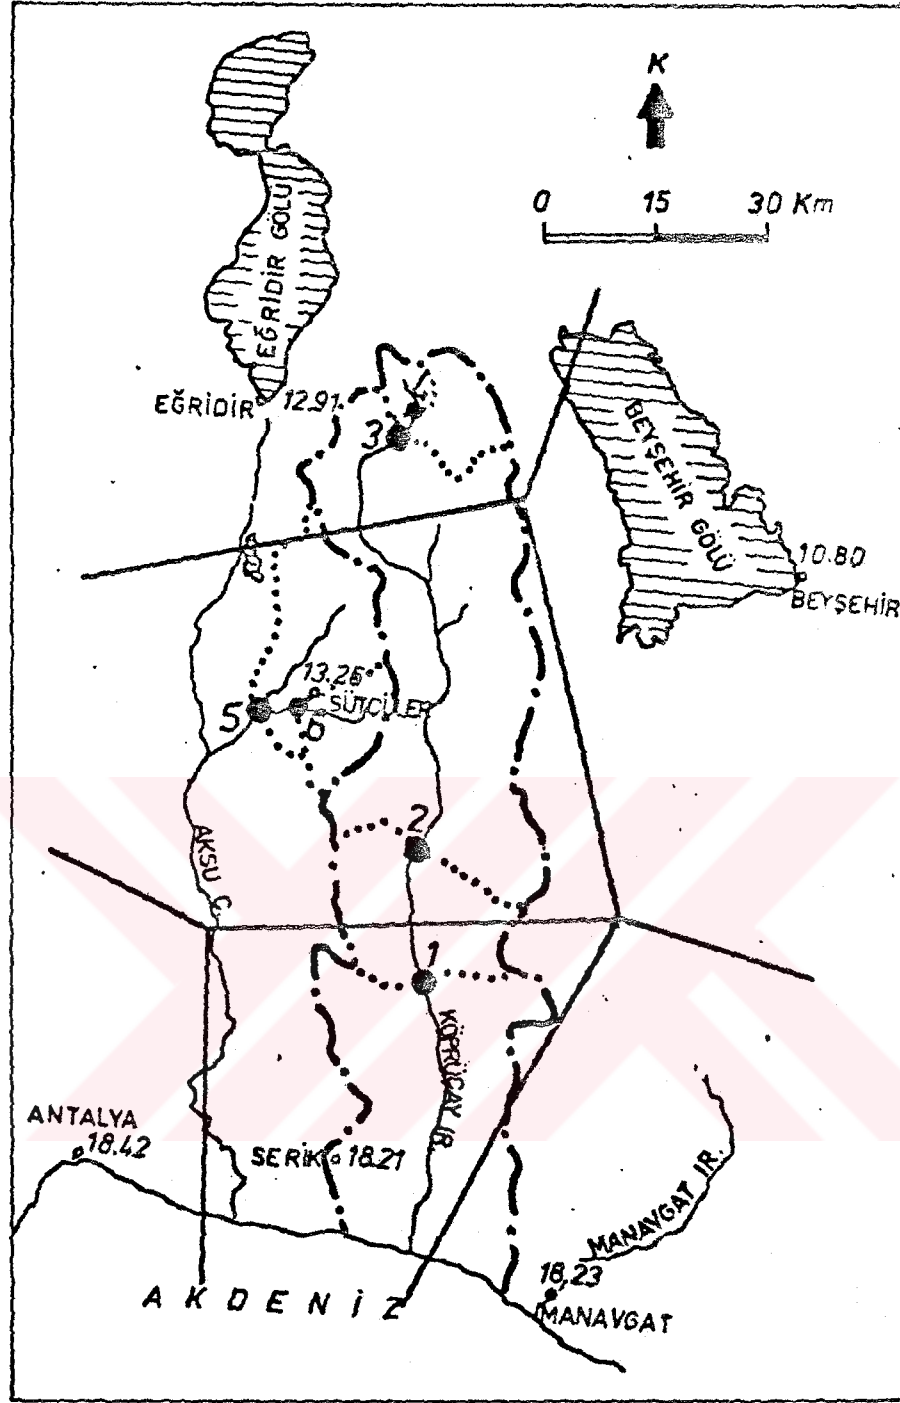 K
0 15 30 Km
EĞRİDİR GÖLÜ
EĞRİDİR 12.91
3
BEYŞEHİR GÖLÜ
10.80
BEYŞEHİR
13.26
SÜTÇÜLER
5
2
AKSU Ç.
1
KÖPRÜÇAY IR.
ANTALYA
18.42
SERİK 18.21
MANAVGAT IR.
18,23
MANAVGAT
AKDENİZ